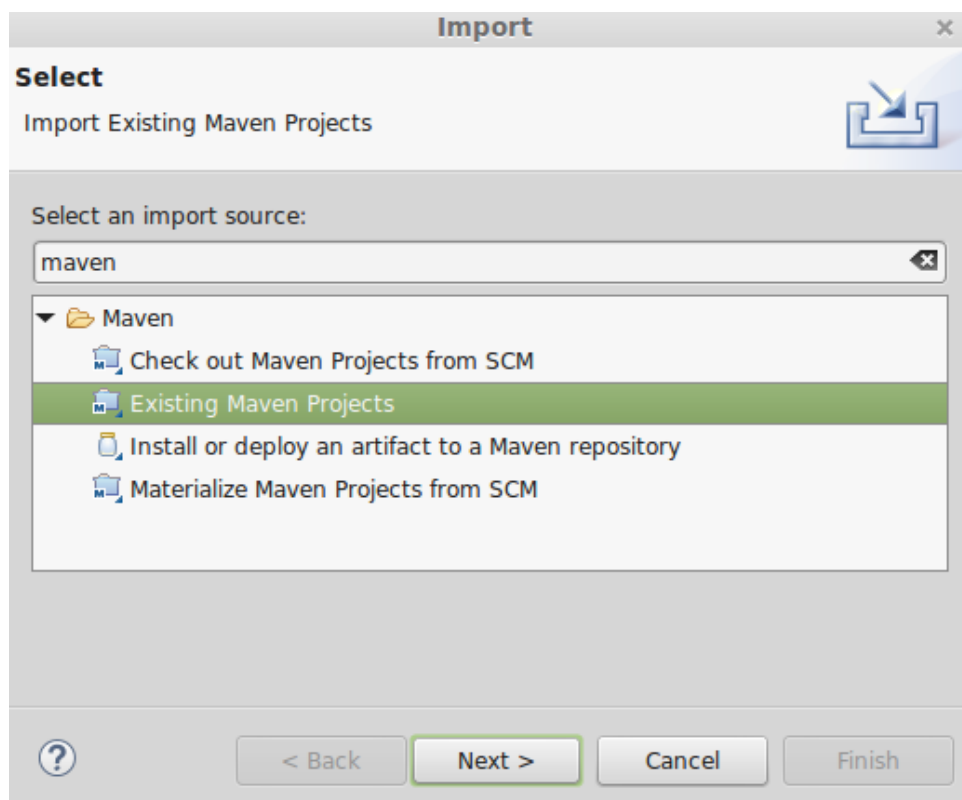 Import
Select
Import Existing Maven Projects
Select an import source:
maven
Maven
Check out Maven Projects from SCM
Existing Maven Projects
Install or deploy an artifact to a Maven repository
Materialize Maven Projects from SCM
< Back Next > Cancel Finish